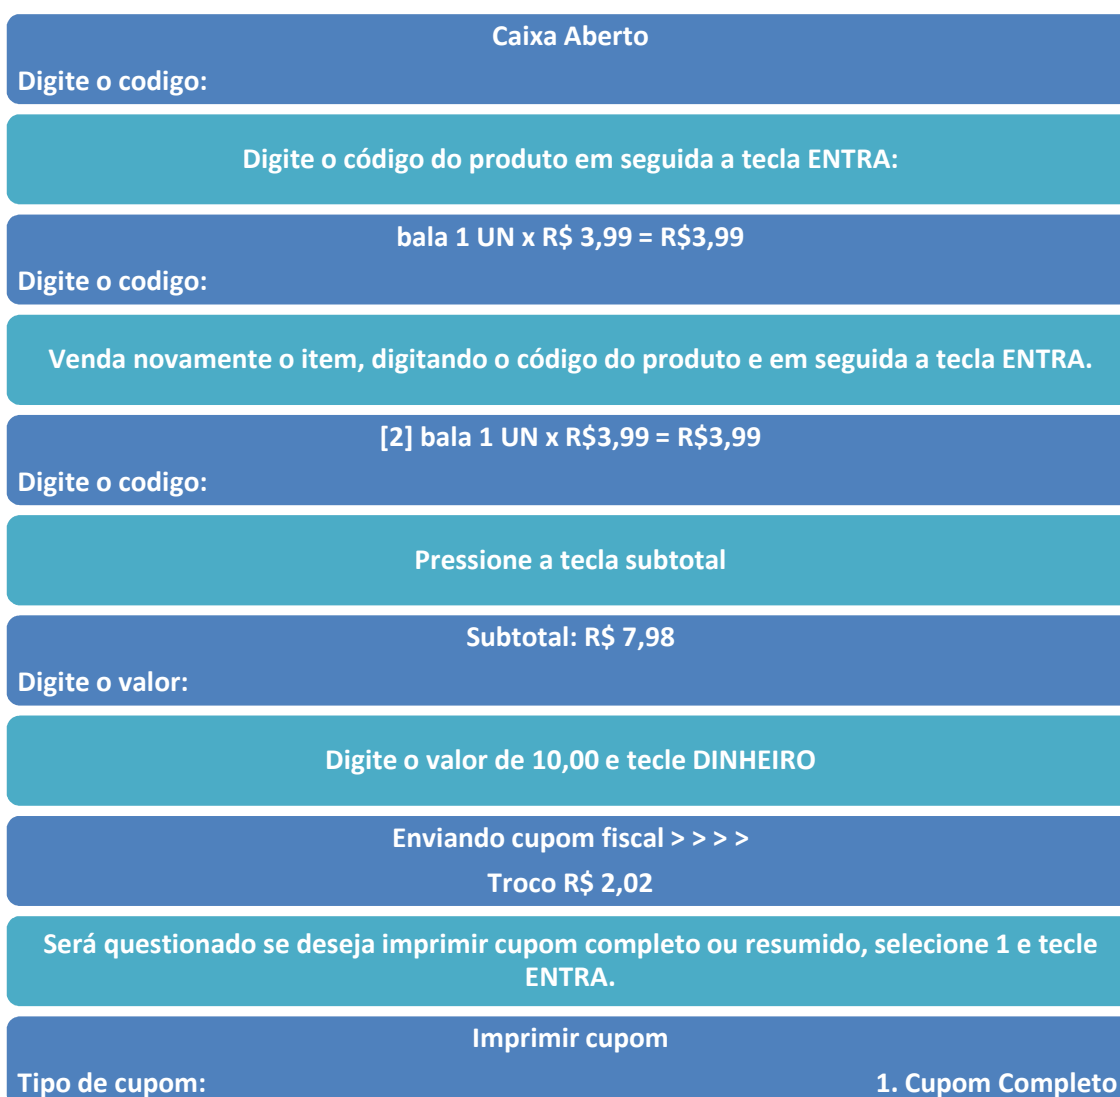 Caixa Aberto
Digite o codigo:
Digite o código do produto em seguida a tecla ENTRA:
bala 1 UN x R$ 3,99 = R$3,99
Digite o codigo:
Venda novamente o item, digitando o código do produto e em seguida a tecla ENTRA.
[2] bala 1 UN x R$3,99 = R$3,99
Digite o codigo:
Pressione a tecla subtotal
Subtotal: R$ 7,98
Digite o valor:
Digite o valor de 10,00 e tecle DINHEIRO
Enviando cupom fiscal > > > >
Troco R$ 2,02
Será questionado se deseja imprimir cupom completo ou resumido, selecione 1 e tecle
ENTRA.
Imprimir cupom
Tipo de cupom: 1. Cupom Completo